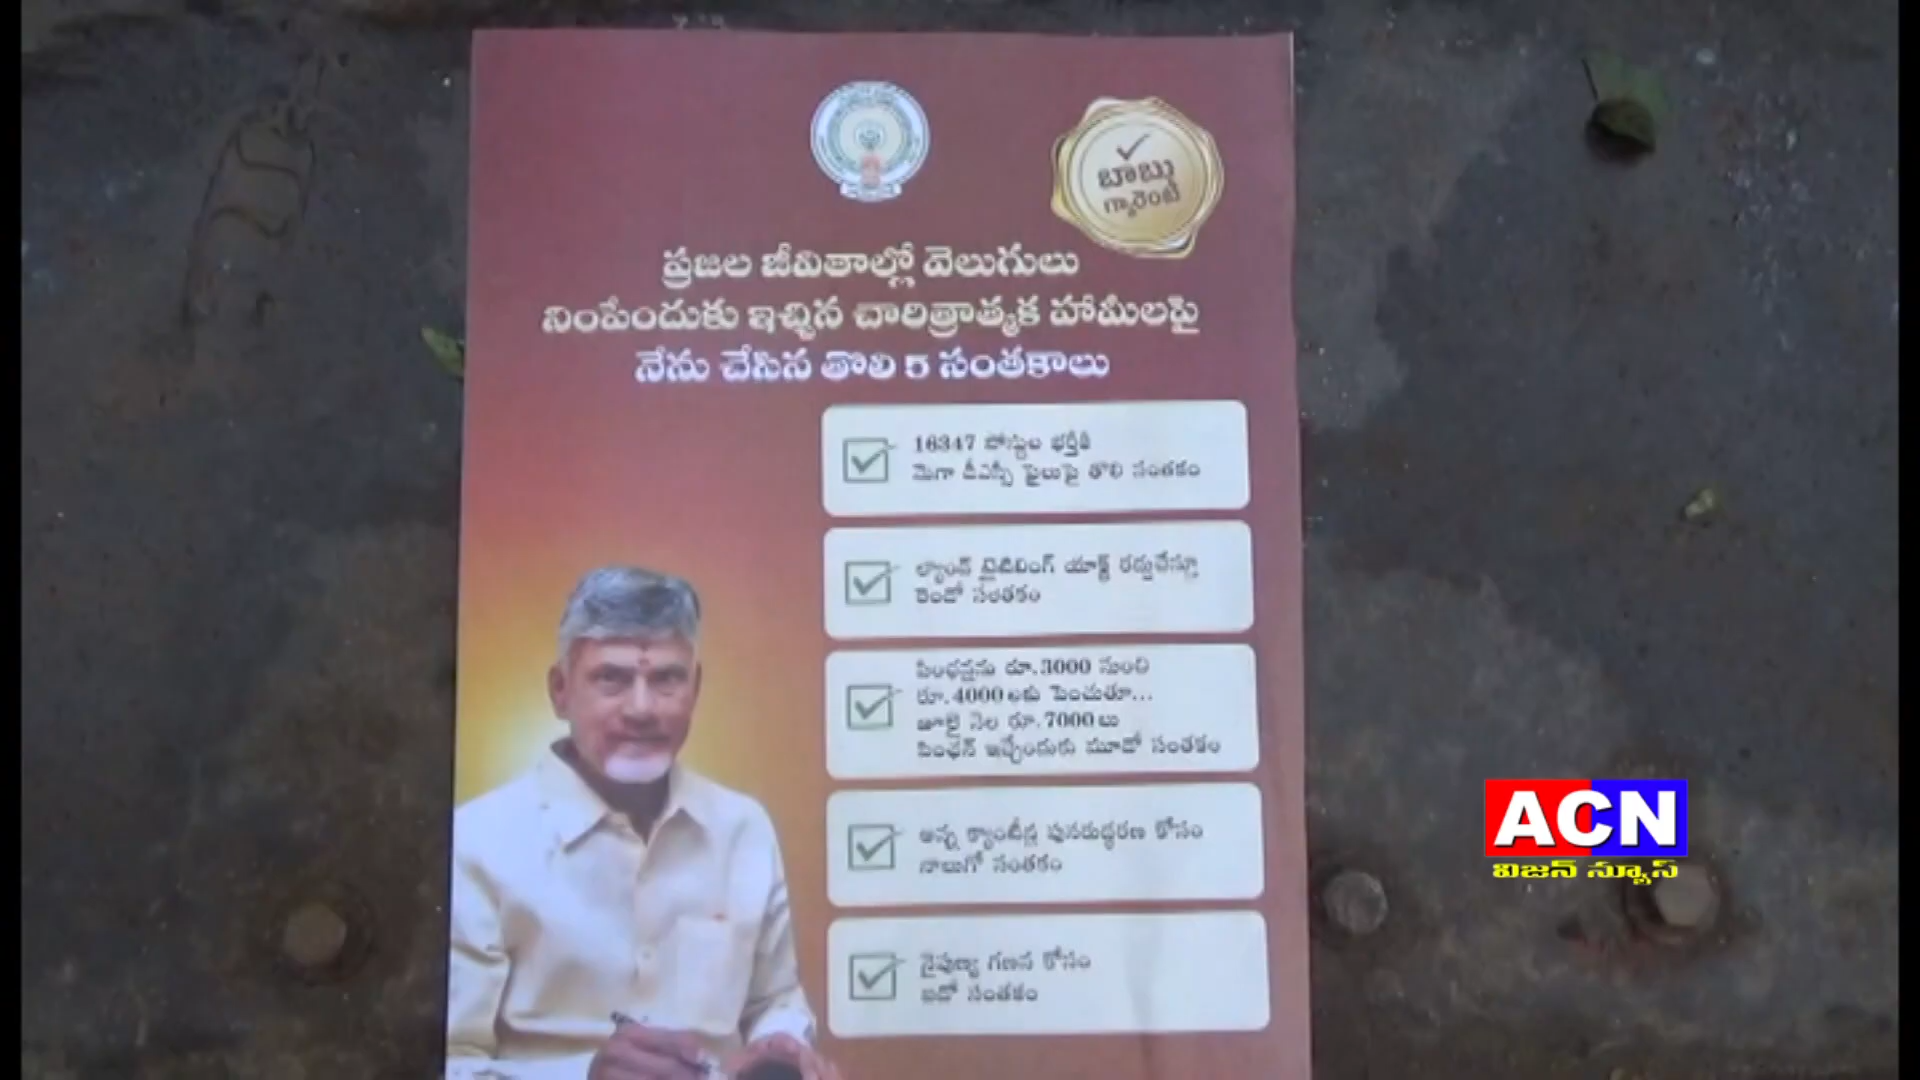 బాబు
గ్యారెంటీ
ప్రజల జీవితాల్లో వెలుగులు
నింపేందుకు ఇచ్చిన చారిత్రాత్మక హామీలపై
నేను చేసిన తొలి 5 సంతకాలు
16347 పోస్టుల భర్తీకి
మెగా డీఎస్సీ ఫైలుపై తొలి సంతకం
ల్యాండ్ టైటిలింగ్ యాక్ట్ రద్దుచేస్తూ
రెండో సంతకం
పింఛన్లను రూ.3000 నుంచి
రూ.4000 లకు పెంచుతూ...
జూలై నెల రూ.7000 లు
పింఛన్ ఇచ్చేందుకు మూడో సంతకం
అన్న క్యాంటీన్ల పునరుద్ధరణ కోసం
నాలుగో సంతకం
నైపుణ్య గణన కోసం
ఐదో సంతకం
ACN
విజన్ న్యూస్